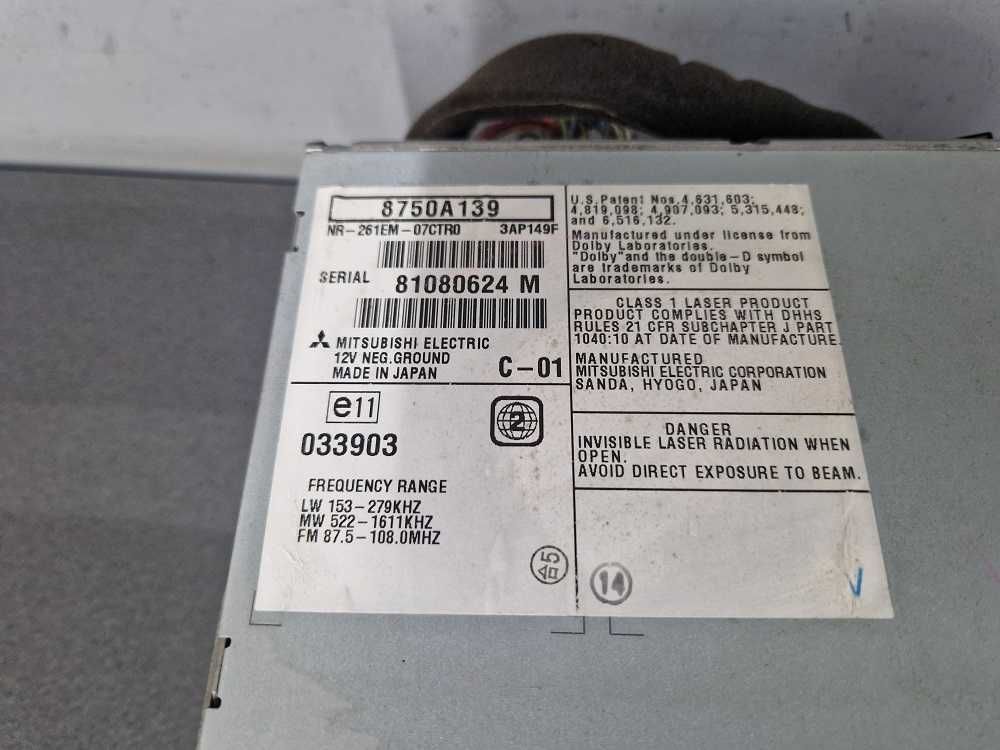 8750A139
NR-261EM-07CTR0 3AP149F
SERIAL 81080624 M
MITSUBISHI ELECTRIC
12V NEG.GROUND
MADE IN JAPAN C-01
e11
2
033903
FREQUENCY RANGE
LW 153-279KHZ
MW 522-1611KHZ
FM 87.5-108.0MHZ
5
U.S.Patent Nos.4,631,603;
4,819,098; 4,907,093; 5,315,448;
and 6,516,132.
Manufactured under license from
Dolby Laboratories.
"Dolby"and the double-D symbol
are trademarks of Dolby
Laboratories.
CLASS 1 LASER PRODUCT
PRODUCT COMPLIES WITH DHHS
RULES 21 CFR SUBCHAPTER J PART
1040:10 AT DATE OF MANUFACTURE.
MANUFACTURED
MITSUBISHI ELECTRIC CORPORATION
SANDA, HYOGO, JAPAN
DANGER
INVISIBLE LASER RADIATION WHEN
OPEN.
AVOID DIRECT EXPOSURE TO BEAM.
14